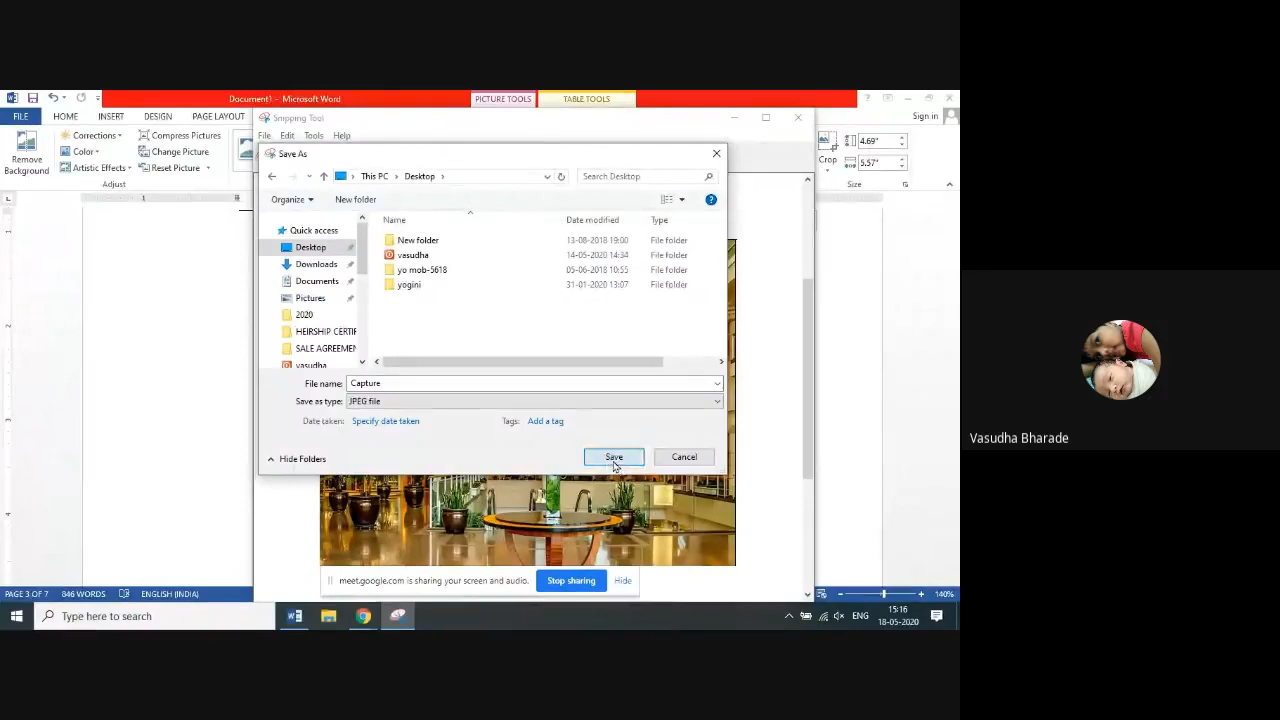 Document1 - Microsoft Word
PICTURE TOOLS
TABLE TOOLS
FILE
HOME
INSERT
DESIGN
PAGE LAYOUT
Sign in
Remove Background
Corrections
Color
Artistic Effects
Compress Pictures
Change Picture
Reset Picture
Adjust
Crop
4.69"
5.57"
Size
Snipping Tool
File Edit Tools Help
Save As
This PC > Desktop >
Search Desktop
Organize
New folder
Name
Date modified
Type
Quick access
Desktop
Downloads
Documents
Pictures
2020
HEIRSHIP CERTIF
SALE AGREEMEN
vasudha
New folder 13-08-2018 19:00 File folder
vasudha 14-05-2020 14:34 File folder
yo mob-5618 05-06-2018 10:55 File folder
yogini 31-01-2020 13:07 File folder
File name: Capture
Save as type: JPEG file
Date taken: Specify date taken
Tags: Add a tag
Hide Folders
Save
Cancel
meet.google.com is sharing your screen and audio.
Stop sharing
Hide
PAGE 3 OF 7
846 WORDS
ENGLISH (INDIA)
140%
Type here to search
ENG
15:16
18-05-2020
Vasudha Bharade